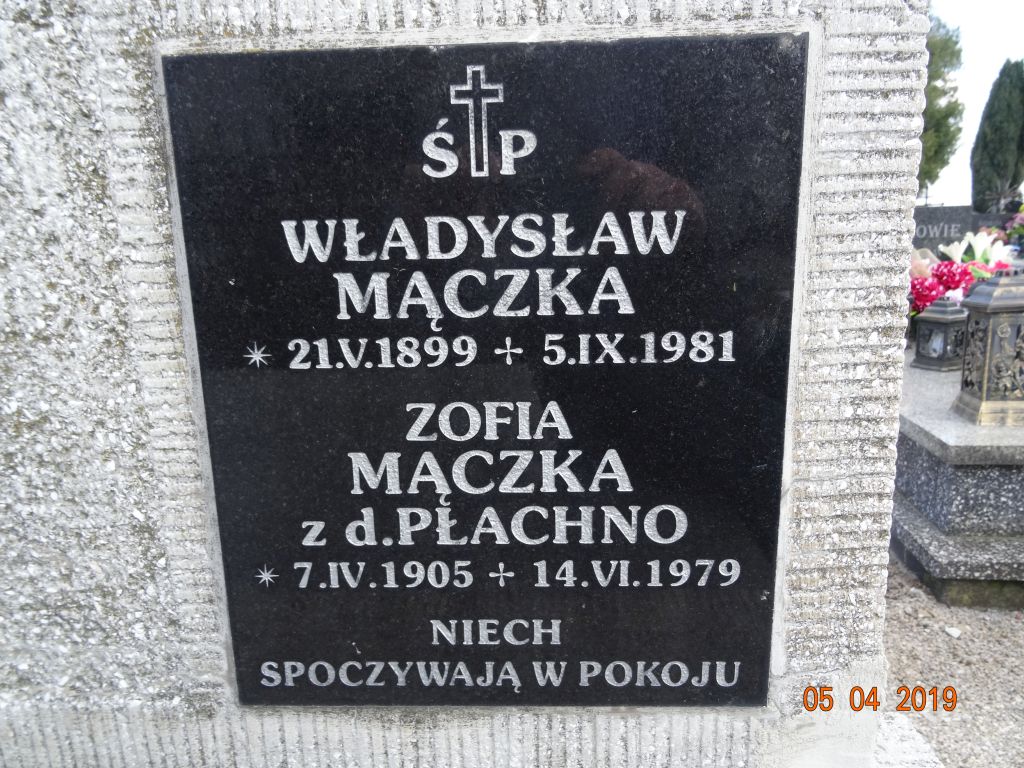 Ś P
WŁADYSŁAW
MĄCZKA
* 21.V.1899 + 5.IX.1981
ZOFIA
MĄCZKA
z d.PŁACHNO
* 7.IV.1905 + 14.VI.1979
NIECH
SPOCZYWAJĄ W POKOJU
05 04 2019